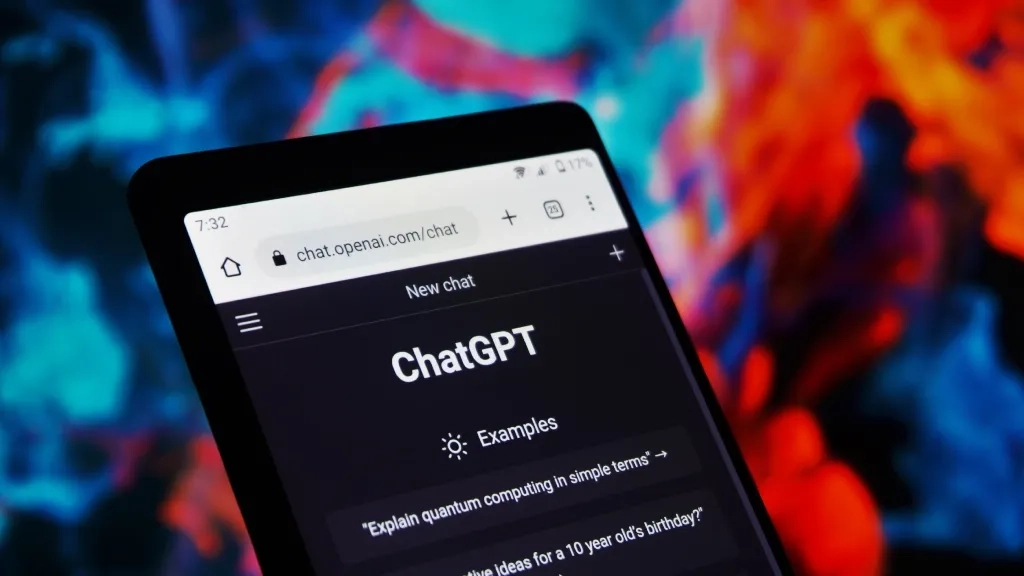 7:32 17%
chat.openai.com/chat 25
New chat
ChatGPT
Examples
"Explain quantum computing in simple terms" →
ideas for a 10 year old's birthday?"